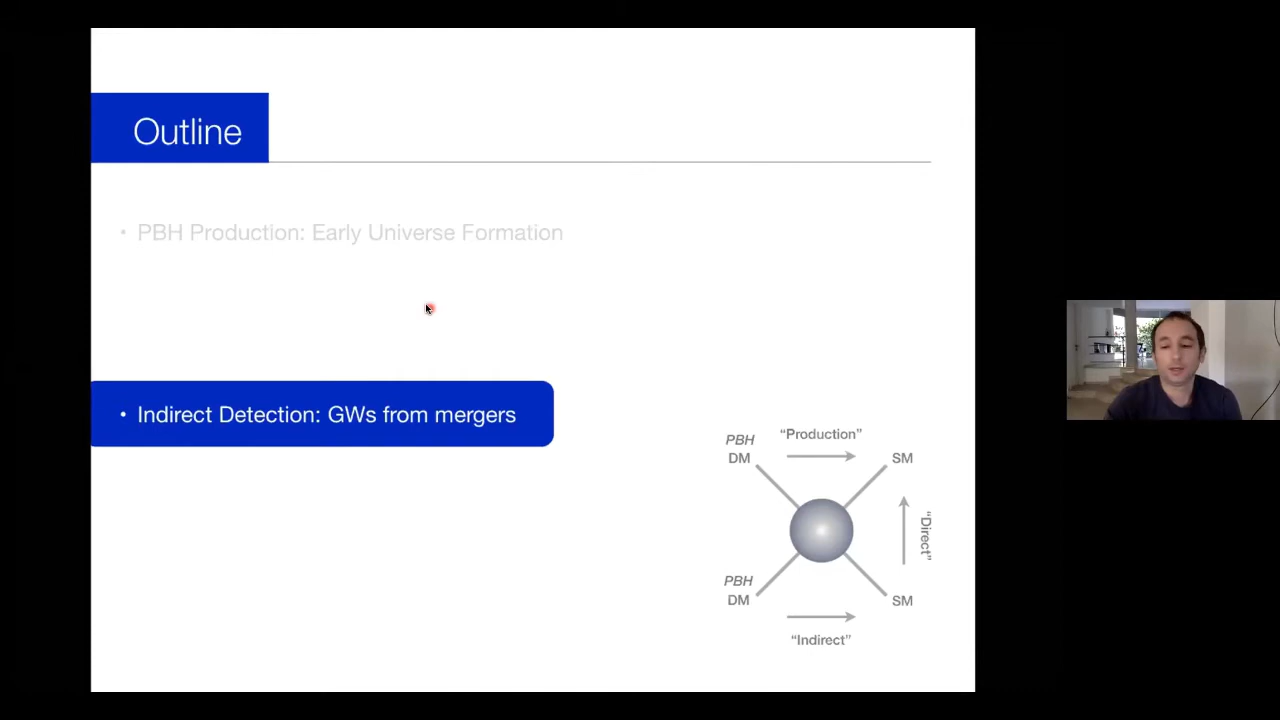 Outline
• PBH Production: Early Universe Formation
• Indirect Detection: GWs from mergers
PBH
DM
"Production"
SM
"Direct"
PBH
DM
SM
"Indirect"